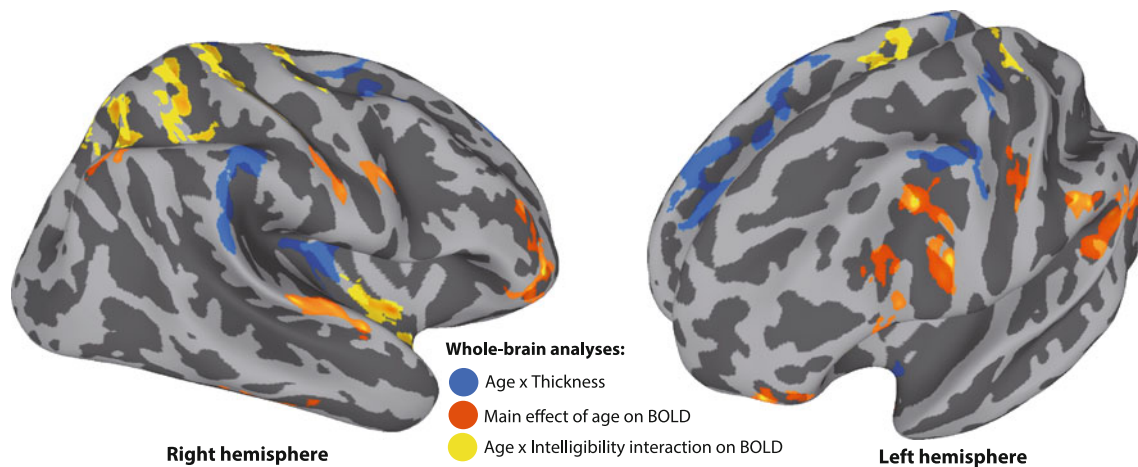 Whole-brain analyses:
Age x Thickness
Main effect of age on BOLD
Age x Intelligibility interaction on BOLD
Right hemisphere
Left hemisphere